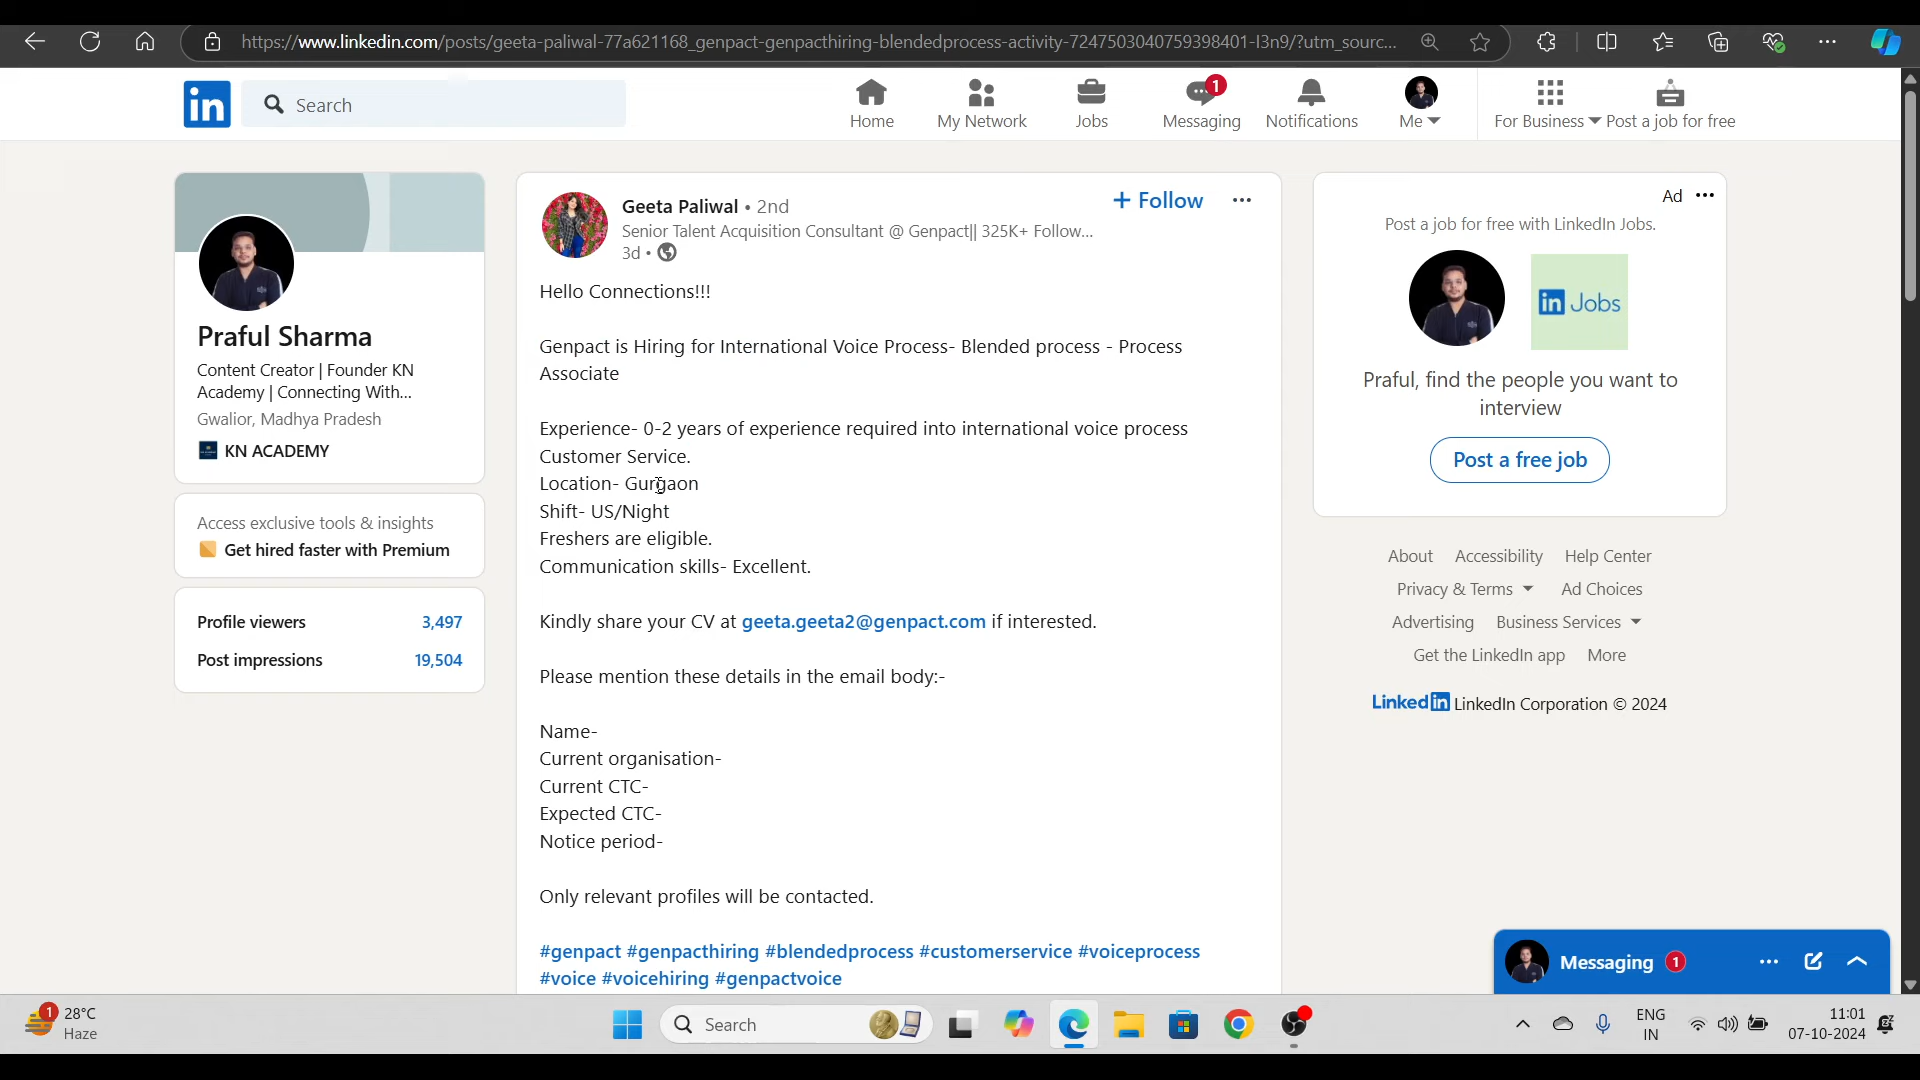 https://www.linkedin.com/posts/geeta-paliwal-77a621168_genpact-genpacthiring-blendedprocess-activity-7247503040759398401-I3n9/?utm_sourc...
in
Search
Home
My Network
Jobs
1
Messaging
Notifications
Me
For Business
Post a job for free
Praful Sharma
Content Creator | Founder KN
Academy | Connecting With...
Gwalior, Madhya Pradesh
KN ACADEMY
Access exclusive tools & insights
Get hired faster with Premium
Profile viewers 3,497
Post impressions 19,504
Geeta Paliwal • 2nd
+ Follow
Senior Talent Acquisition Consultant @ Genpact|| 325K+ Follow...
3d •
Hello Connections!!!
Genpact is Hiring for International Voice Process- Blended process - Process
Associate
Experience- 0-2 years of experience required into international voice process
Customer Service.
Location- Gurgaon
Shift- US/Night
Freshers are eligible.
Communication skills- Excellent.
Kindly share your CV at geeta.geeta2@genpact.com if interested.
Please mention these details in the email body:-
Name-
Current organisation-
Current CTC-
Expected CTC-
Notice period-
Only relevant profiles will be contacted.
#genpact #genpacthiring #blendedprocess #customerservice #voiceprocess
#voice #voicehiring #genpactvoice
Ad
Post a job for free with LinkedIn Jobs.
in Jobs
Praful, find the people you want to
interview
Post a free job
About Accessibility Help Center
Privacy & Terms Ad Choices
Advertising Business Services
Get the LinkedIn app More
Linked in LinkedIn Corporation © 2024
Messaging 1
1
28°C
Haze
Search
ENG
IN
11:01
07-10-2024